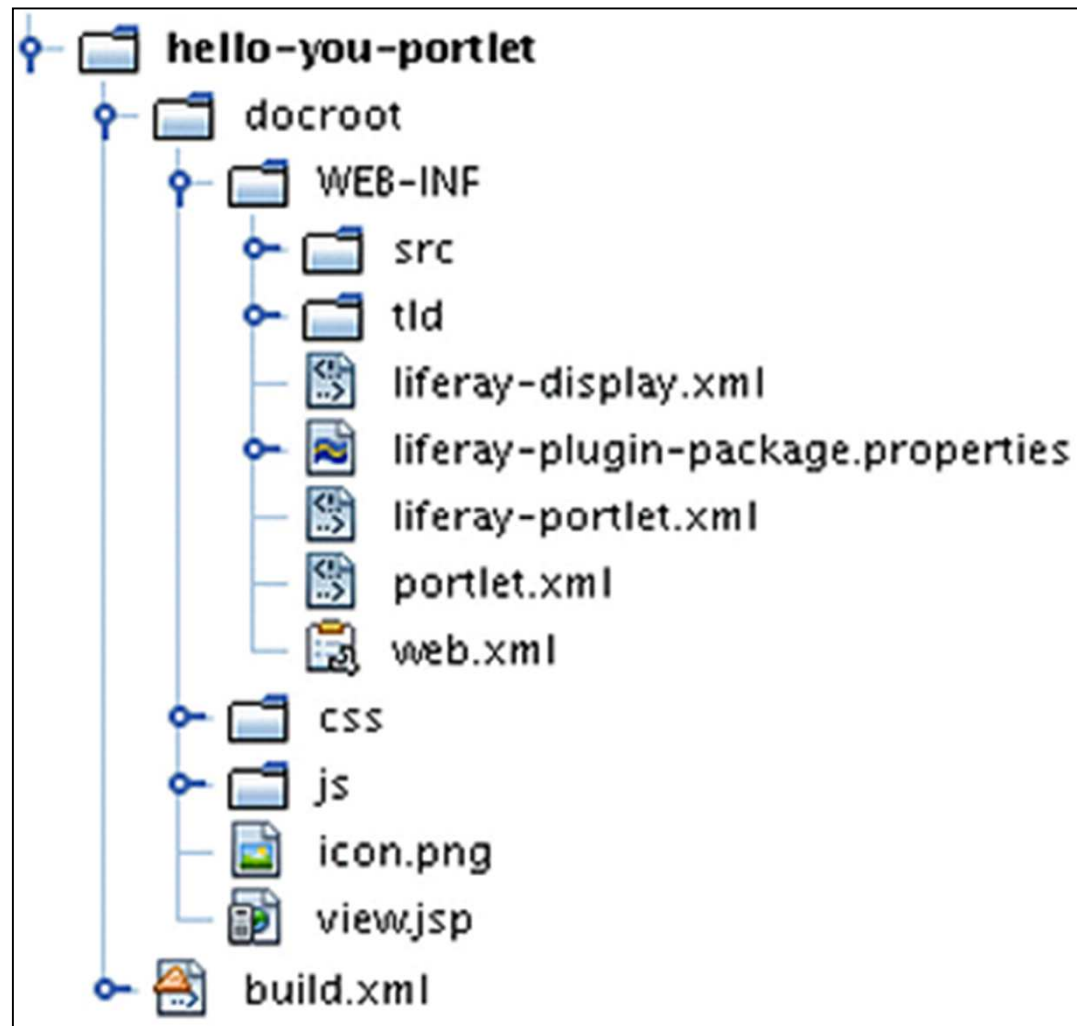 hello-you-portlet
docroot
WEB-INF
src
tld
liferay-display.xml
liferay-plugin-package.properties
liferay-portlet.xml
portlet.xml
web.xml
css
js
icon.png
view.jsp
build.xml